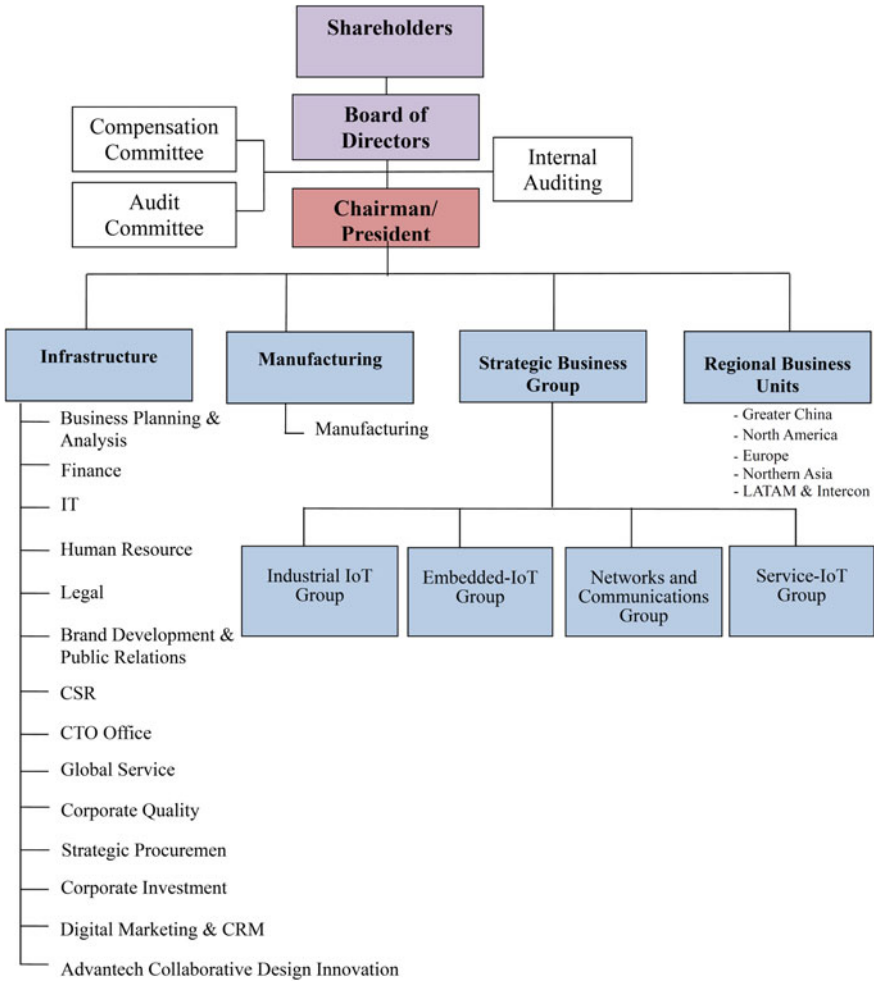 Shareholders
Board of
Directors
Compensation
Committee
Audit
Committee
Internal
Auditing
Chairman/
President
Infrastructure
Business Planning &
Analysis
Finance
IT
Human Resource
Legal
Brand Development &
Public Relations
CSR
CTO Office
Global Service
Corporate Quality
Strategic Procuremen
Corporate Investment
Digital Marketing & CRM
Advantech Collaborative Design Innovation
Manufacturing
Manufacturing
Strategic Business
Group
Industrial IoT
Group
Embedded-IoT
Group
Networks and
Communications
Group
Service-IoT
Group
Regional Business
Units
- Greater China
- North America
- Europe
- Northern Asia
- LATAM & Intercon